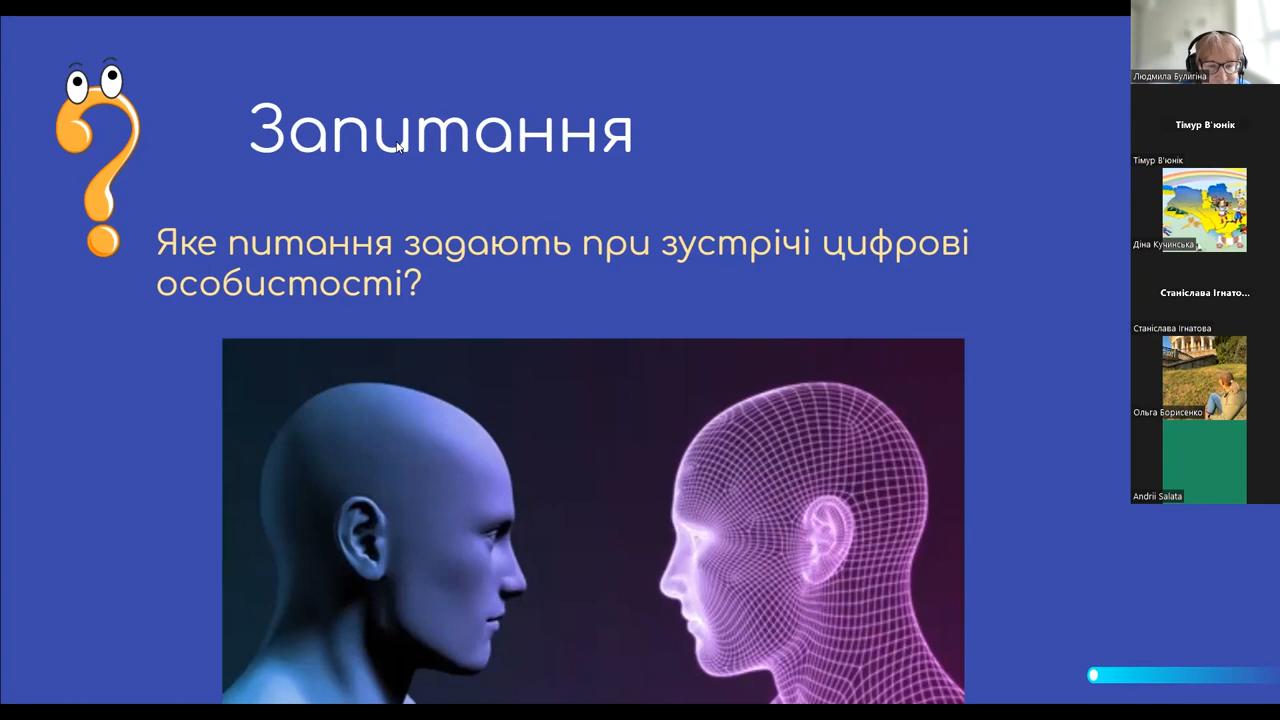 Запитання
Яке питання задають при зустрічі цифрові
особистості?
Людмила Булигіна
Тімур В'юнік
Тімур В'юнік
Діна Кучинська
Станіслава Ігнато...
Станіслава Ігнатова
Ольга Борисенко
Andrii Salata